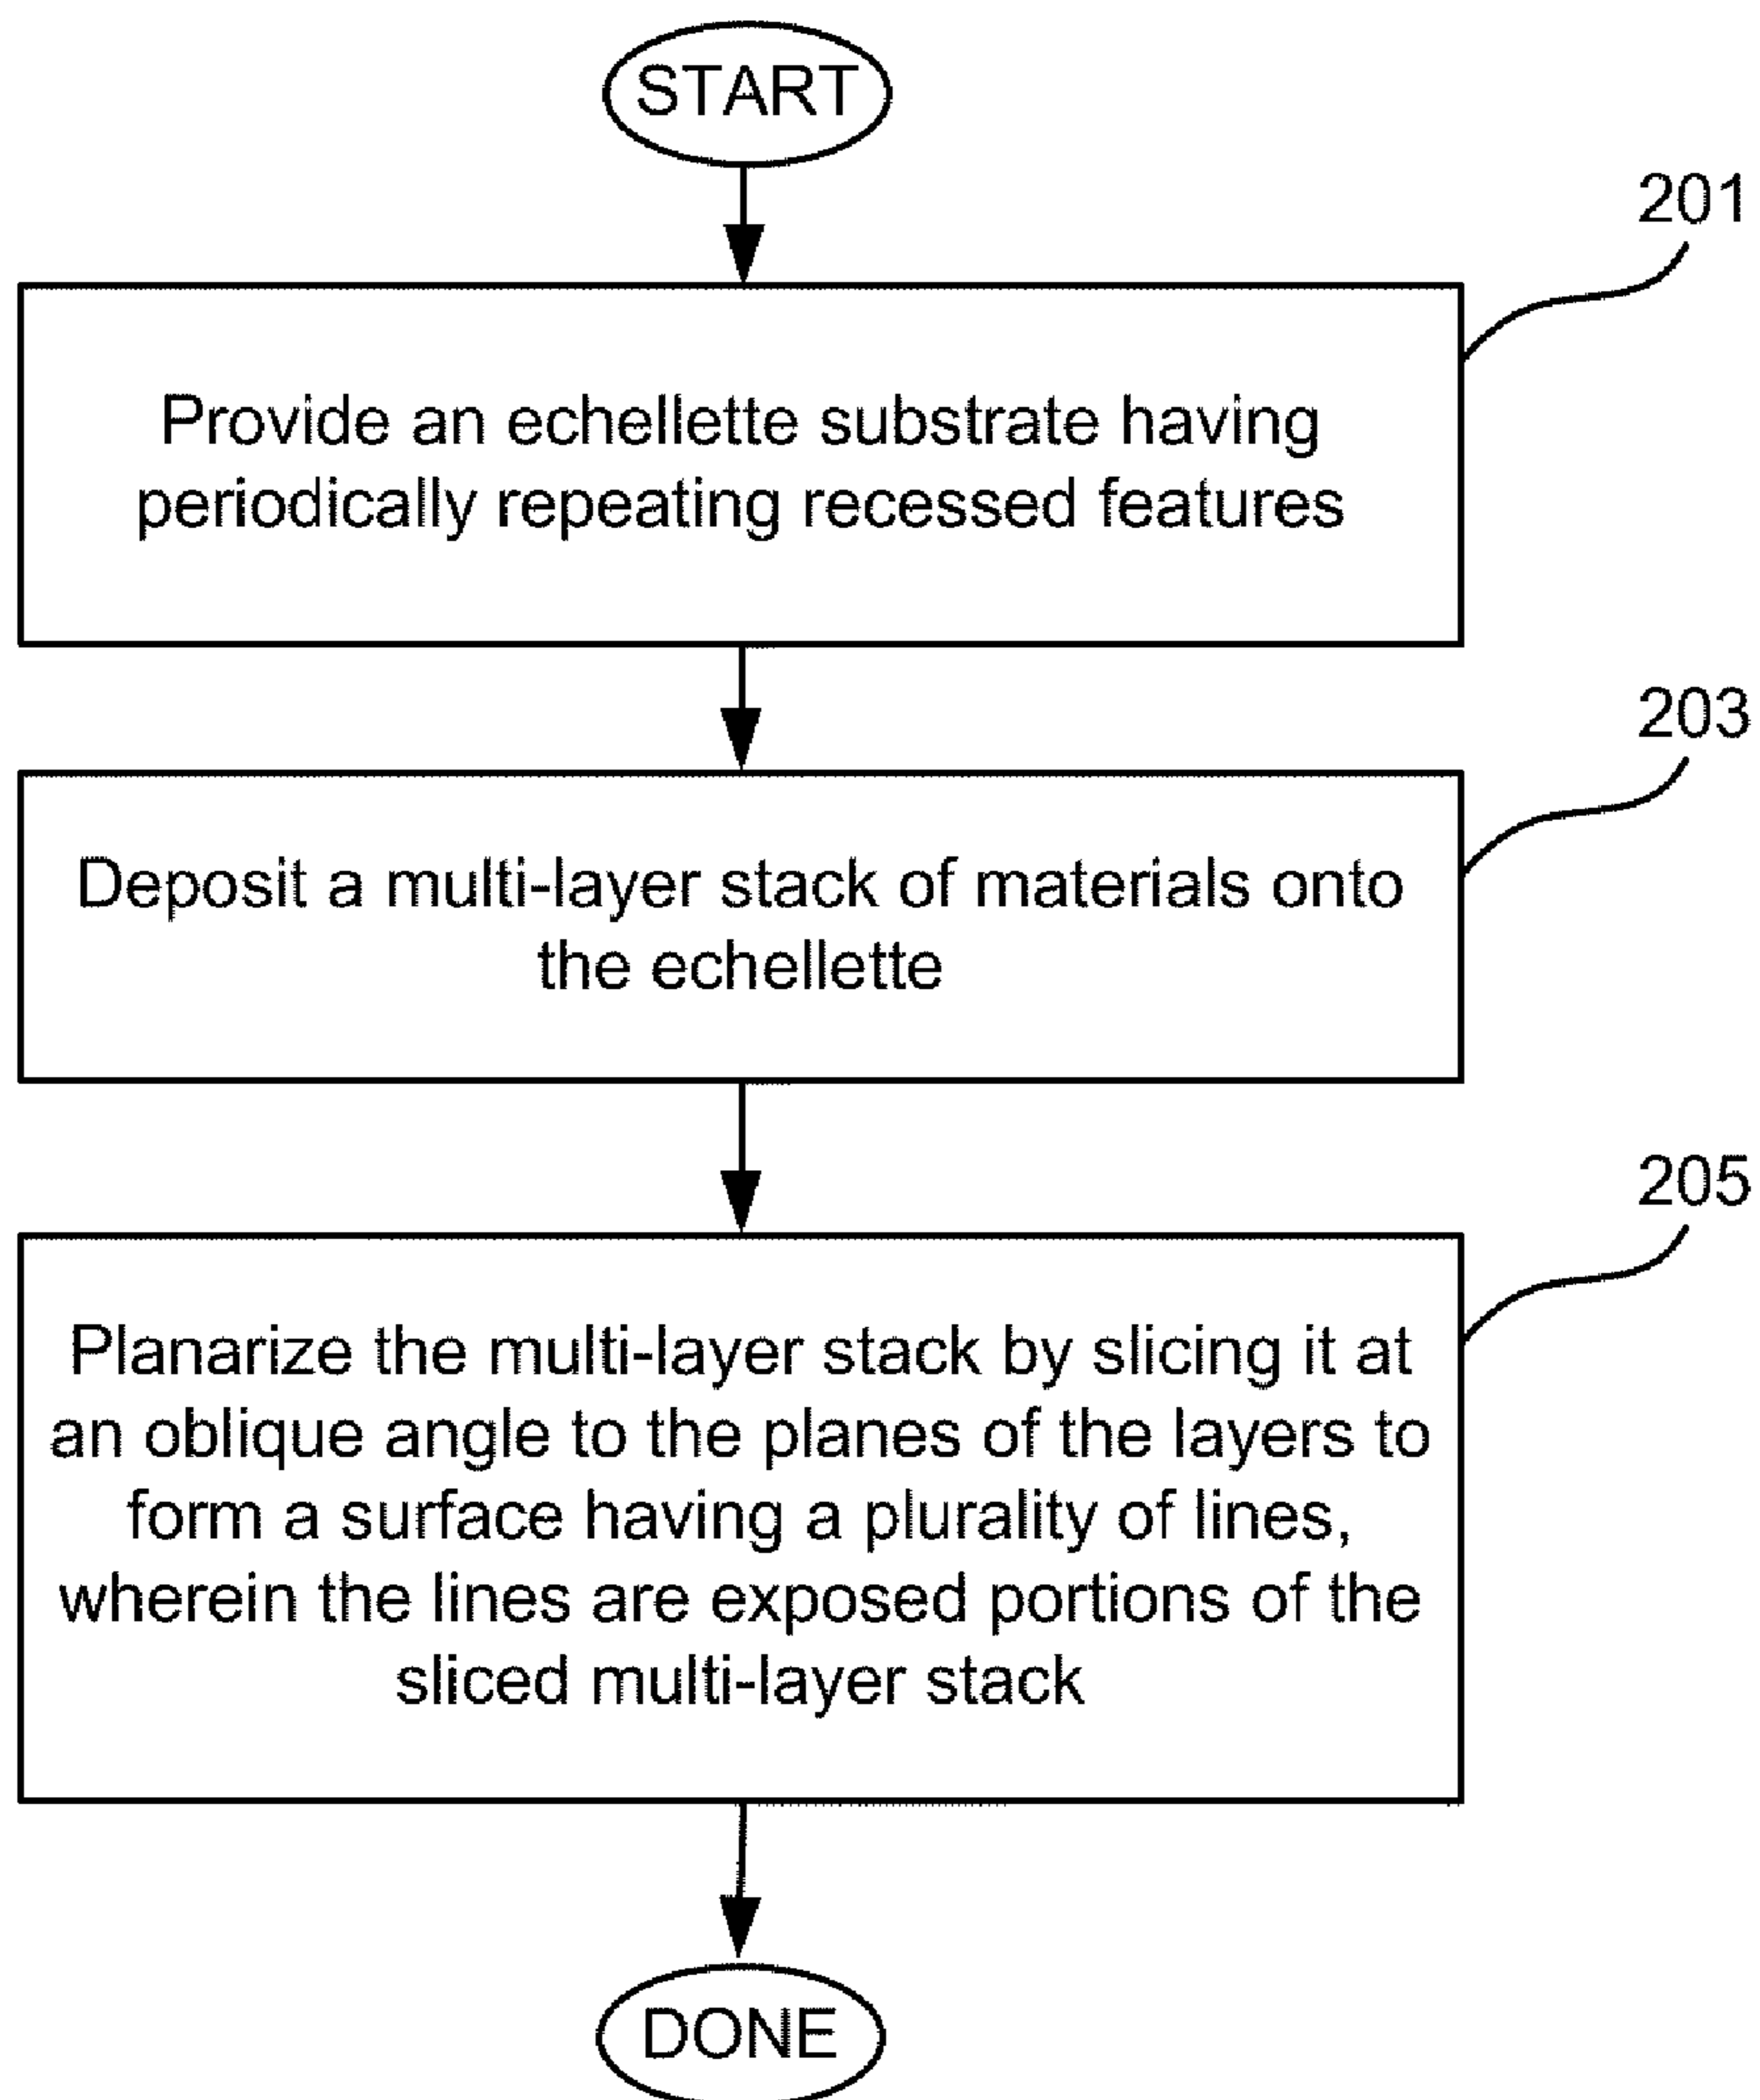 START
201
Provide an echellette substrate having
periodically repeating recessed features
203
Deposit a multi-layer stack of materials onto
the echellette
205
Planarize the multi-layer stack by slicing it at
an oblique angle to the planes of the layers to
form a surface having a plurality of lines,
wherein the lines are exposed portions of the
sliced multi-layer stack
DONE